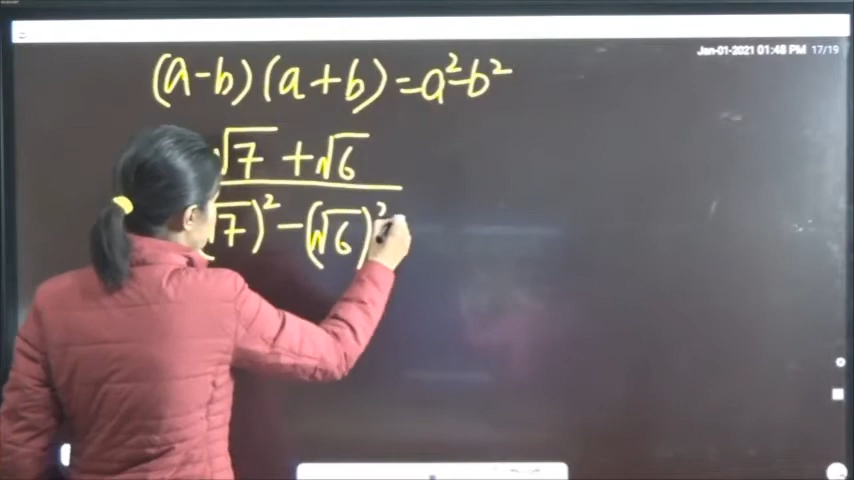 Jan-01-2021 01:48 PM 17/19
(a-b) (a+b) = a²-b²
√7 + √6
√7)² - (√6)²